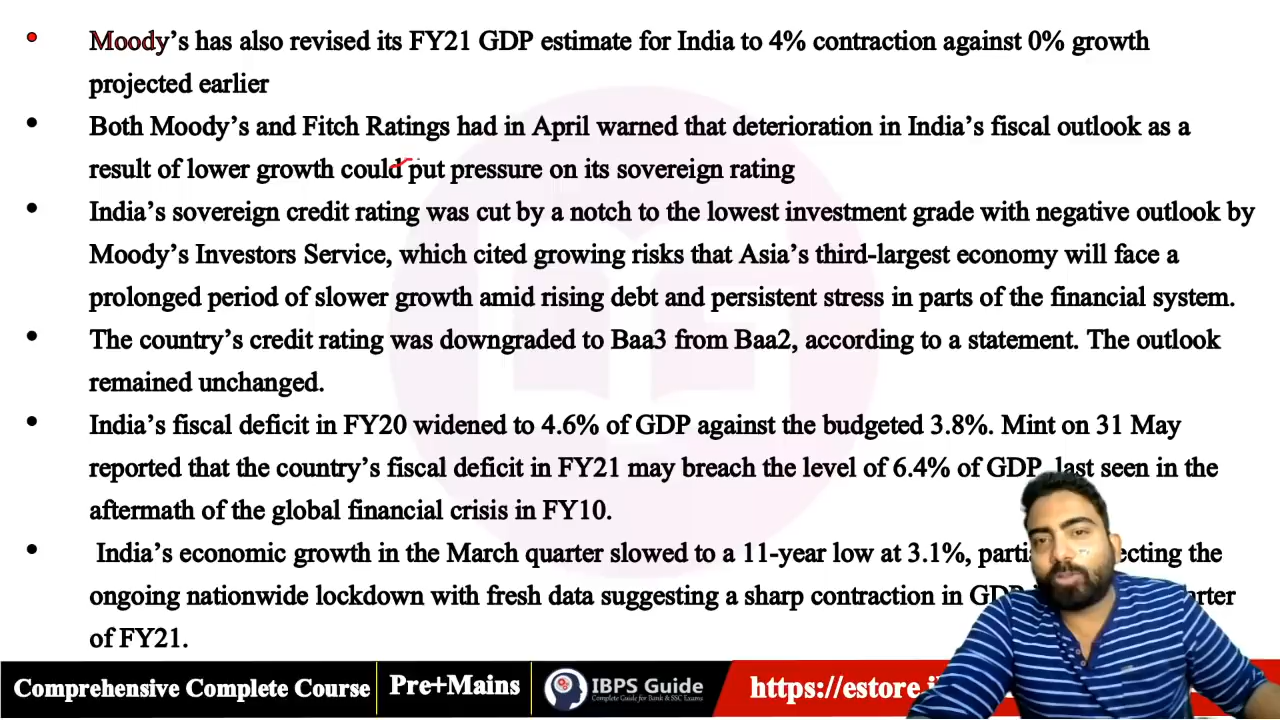 • Moody's has also revised its FY21 GDP estimate for India to 4% contraction against 0% growth
projected earlier
• Both Moody's and Fitch Ratings had in April warned that deterioration in India's fiscal outlook as a
result of lower growth could put pressure on its sovereign rating
• India's sovereign credit rating was cut by a notch to the lowest investment grade with negative outlook by
Moody's Investors Service, which cited growing risks that Asia's third-largest economy will face a
prolonged period of slower growth amid rising debt and persistent stress in parts of the financial system.
• The country's credit rating was downgraded to Baa3 from Baa2, according to a statement. The outlook
remained unchanged.
• India's fiscal deficit in FY20 widened to 4.6% of GDP against the budgeted 3.8%. Mint on 31 May
reported that the country's fiscal deficit in FY21 may breach the level of 6.4% of GDP, last seen in the
aftermath of the global financial crisis in FY10.
• India's economic growth in the March quarter slowed to a 11-year low at 3.1%, the
ongoing nationwide lockdown with fresh data suggesting a sharp contraction in
of FY21.
Comprehensive Complete Course Pre+Mains IBPS Guide https://estore.
Complete Guide for Bank & SSC Exams